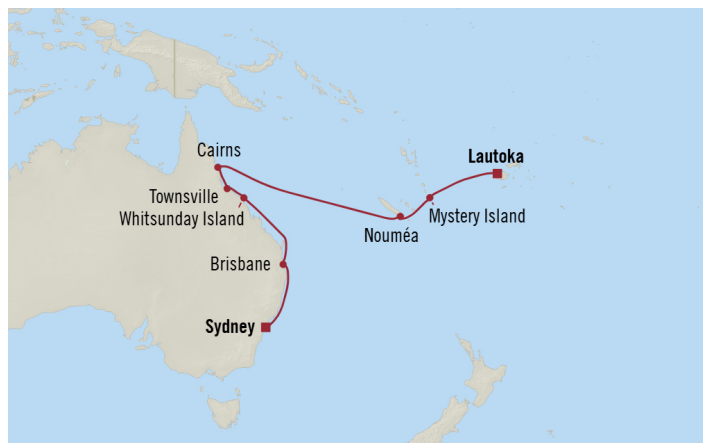 Cairns
Lautoka
Townsville
Whitsunday Island
Mystery Island
Nouméa
Brisbane
Sydney